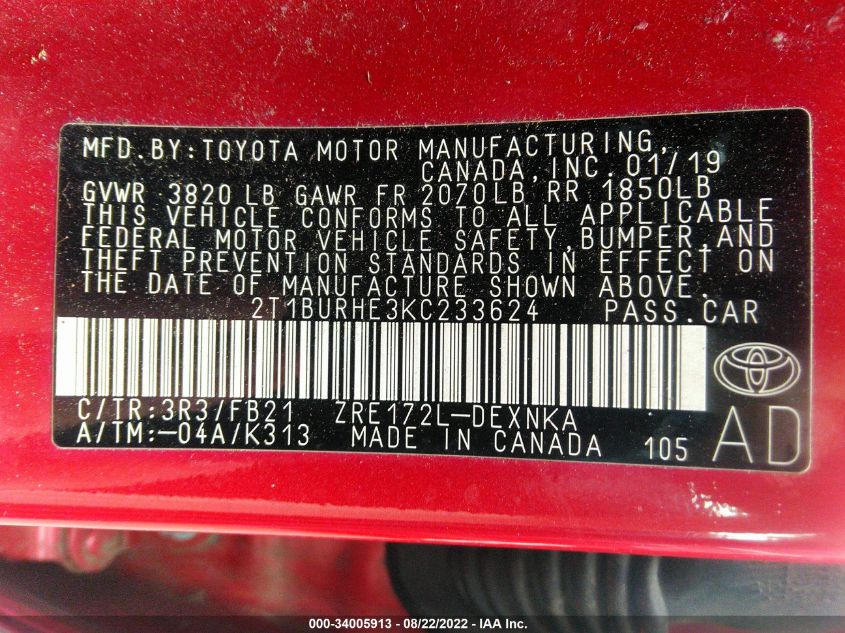 MFD.BY:TOYOTA MOTOR MANUFACTURING,
CANADA,INC.01/19
GVWR 3820 LB GAWR FR 2070LB RR 1850LB
THIS VEHICLE CONFORMS TO ALL APPLICABLE
FEDERAL MOTOR VEHICLE SAFETY,BUMPER,AND
THEFT PREVENTION STANDARDS IN EFFECT ON
THE DATE OF MANUFACTURE SHOWN ABOVE.
2T1BURHE3KC233624 PASS.CAR
C/TR:3R3/FB21 ZRE172L-DEXNKA
A/TM:-04A/K313 MADE IN CANADA 105 AD
000-34005913 - 08/22/2022 - IAA Inc.